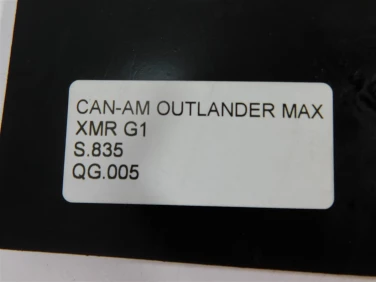 CAN-AM OUTLANDER MAX
XMR G1
S.835
QG.005